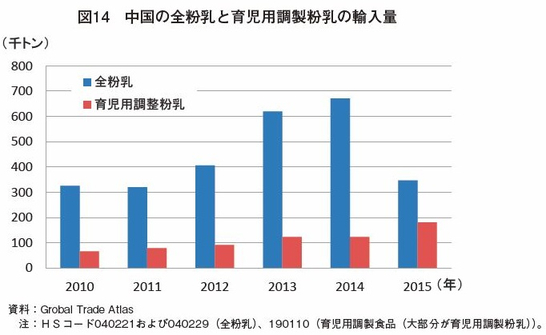 図14　中国の全粉乳と育児用調製粉乳の輸入量
（千トン）
800
700
600
500
400
300
200
100
0
全粉乳
育児用調整粉乳
2010 2011 2012 2013 2014 2015（年）
資料：Grobal Trade Atlas
注：ＨＳコード040221および040229（全粉乳）、190110（育児用調製食品（大部分が育児用調製粉乳））。